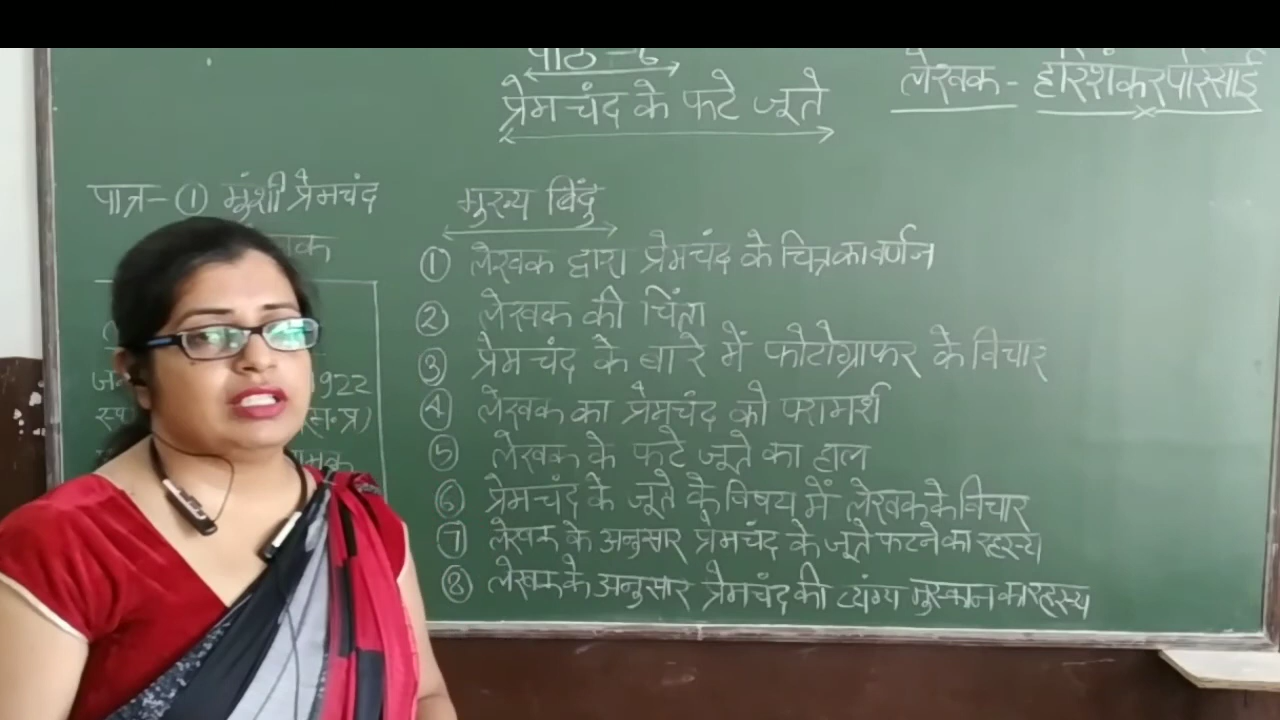 पाठ -
प्रेमचंद के फटे जूते
लेखक - हरिशंकर परिसाई
पात्र - ① मुंशी प्रेमचंद
मुख्य बिंदु
① लेखक द्वारा प्रेमचंद के चित्र का वर्णन
② लेखक की चिंता
③ प्रेमचंद के बारे में फोटोग्राफर के विचार
④ लेखक का प्रेमचंद को परामर्श
⑤ लेखक के फटे जूते का हाल
⑥ प्रेमचंद के जूते के विषय में लेखक के विचार
⑦ लेखक के अनुसार प्रेमचंद के जूते फटने का रहस्य
⑧ लेखक के अनुसार प्रेमचंद की व्यंग्य मुस्कान का रहस्य
1922